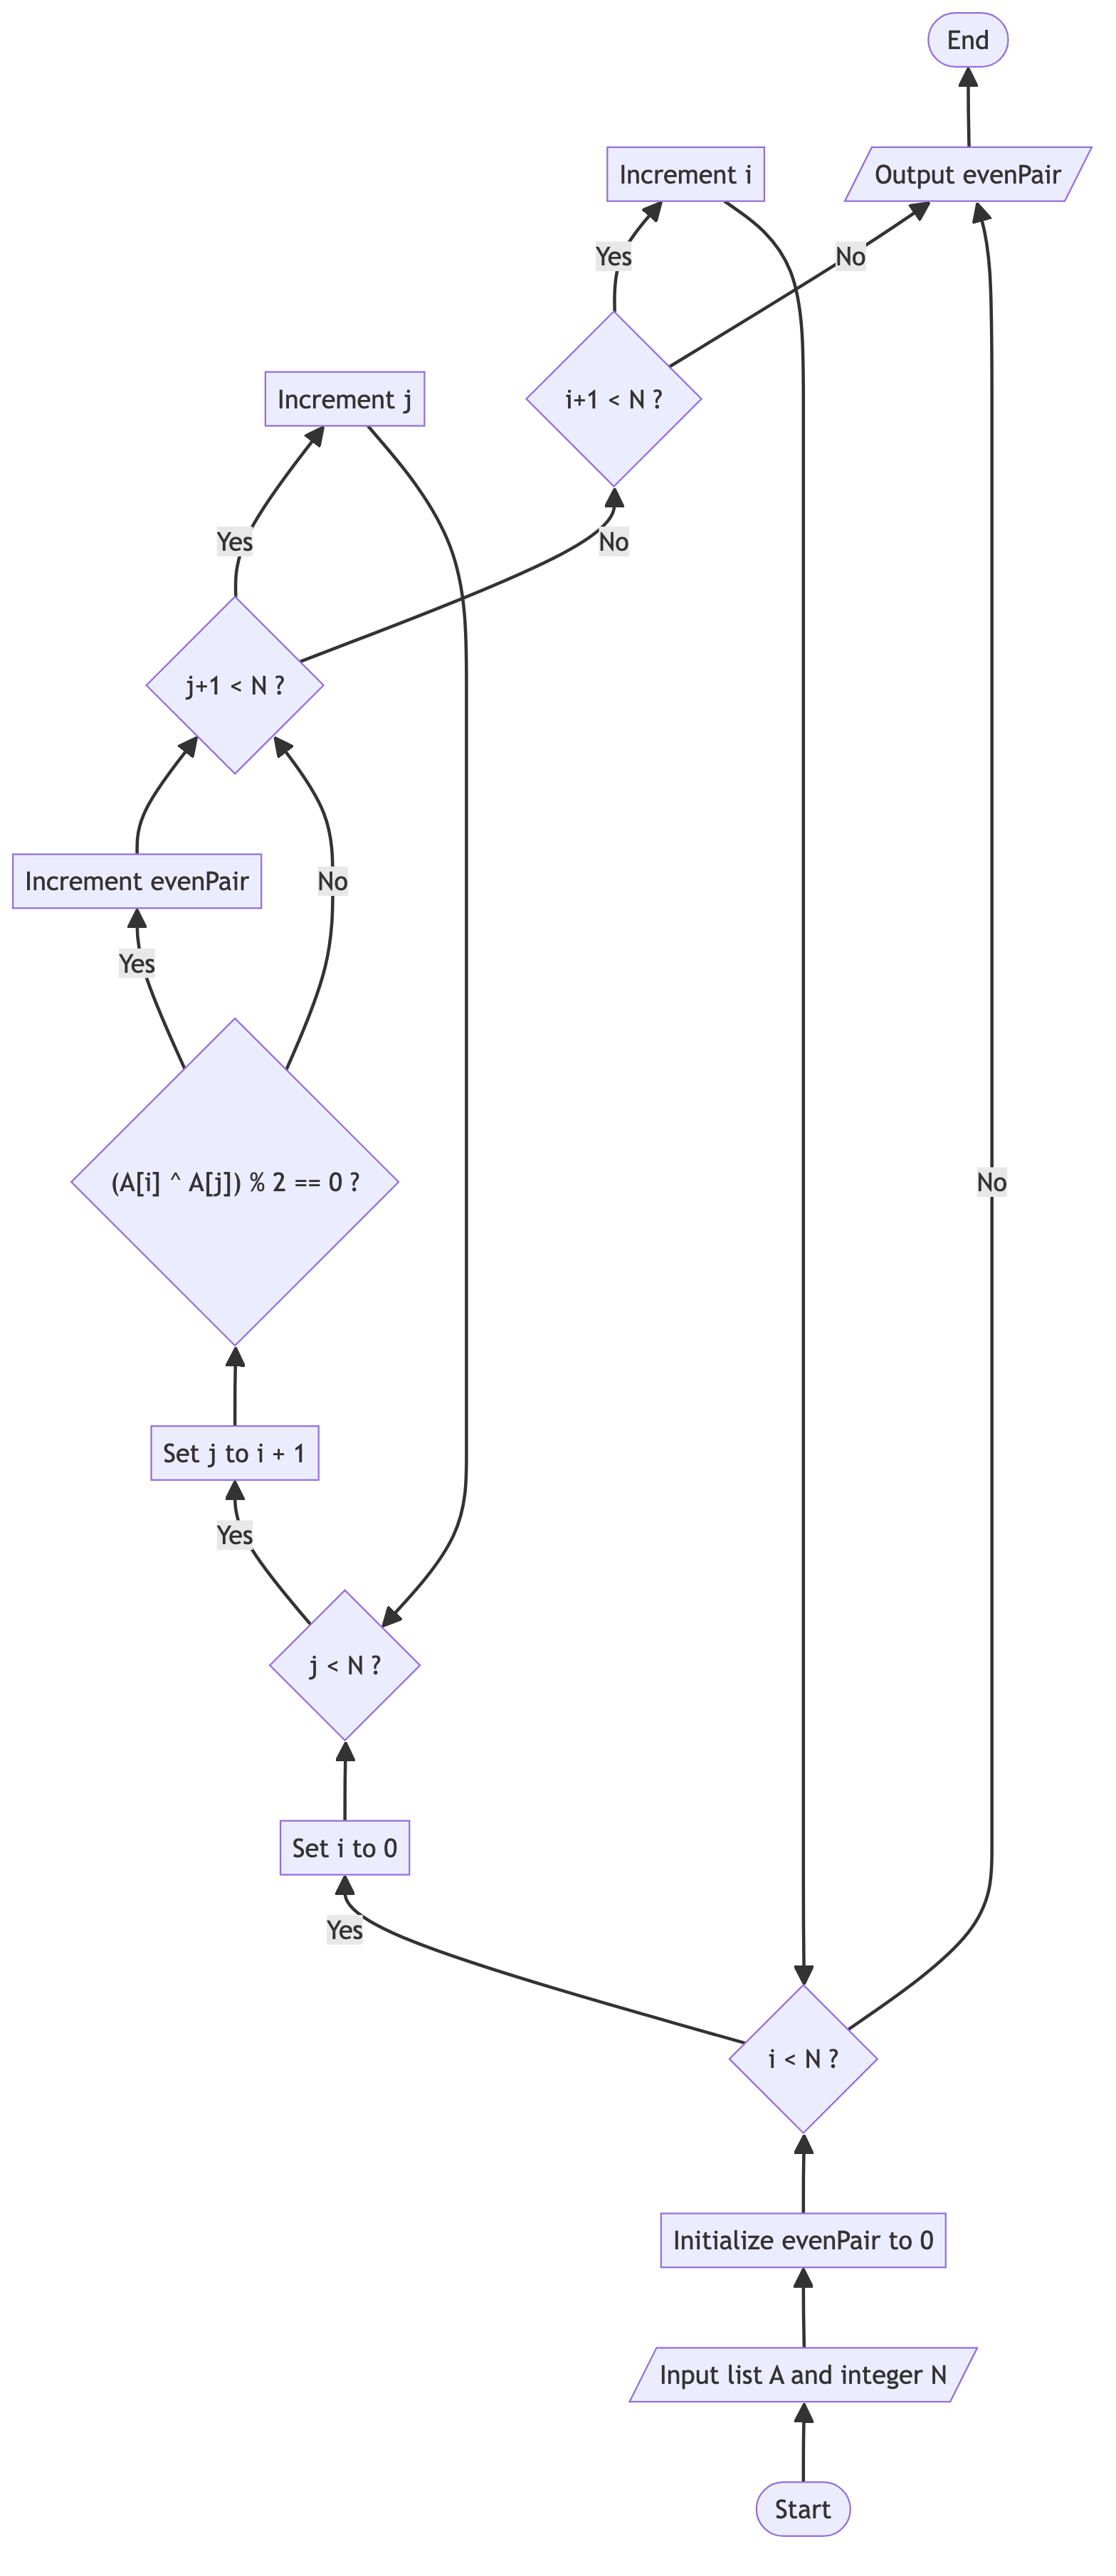 End
Output evenPair
Increment i
Yes
No
i+1 < N ?
Increment j
Yes
No
j+1 < N ?
Increment evenPair
No
Yes
(A[i] ^ A[j]) % 2 == 0 ?
No
Set j to i + 1
Yes
j < N ?
Set i to 0
Yes
i < N ?
Initialize evenPair to 0
Input list A and integer N
Start